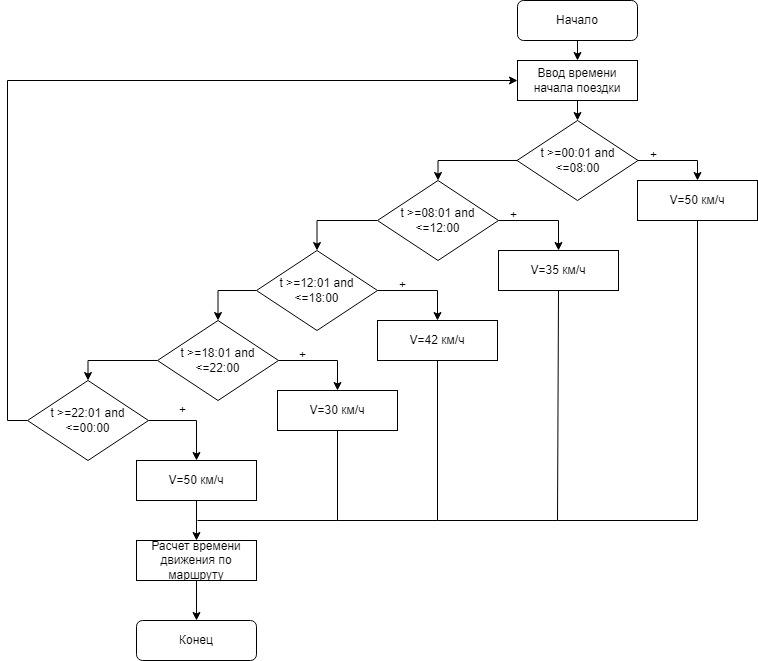 Начало
Ввод времени
начала поездки
t >=00:01 and
<=08:00
+
V=50 км/ч
t >=08:01 and
<=12:00
+
V=35 км/ч
t >=12:01 and
<=18:00
+
V=42 км/ч
t >=18:01 and
<=22:00
+
V=30 км/ч
t >=22:01 and
<=00:00
+
V=50 км/ч
Расчет времени
движения по
маршруту
Конец